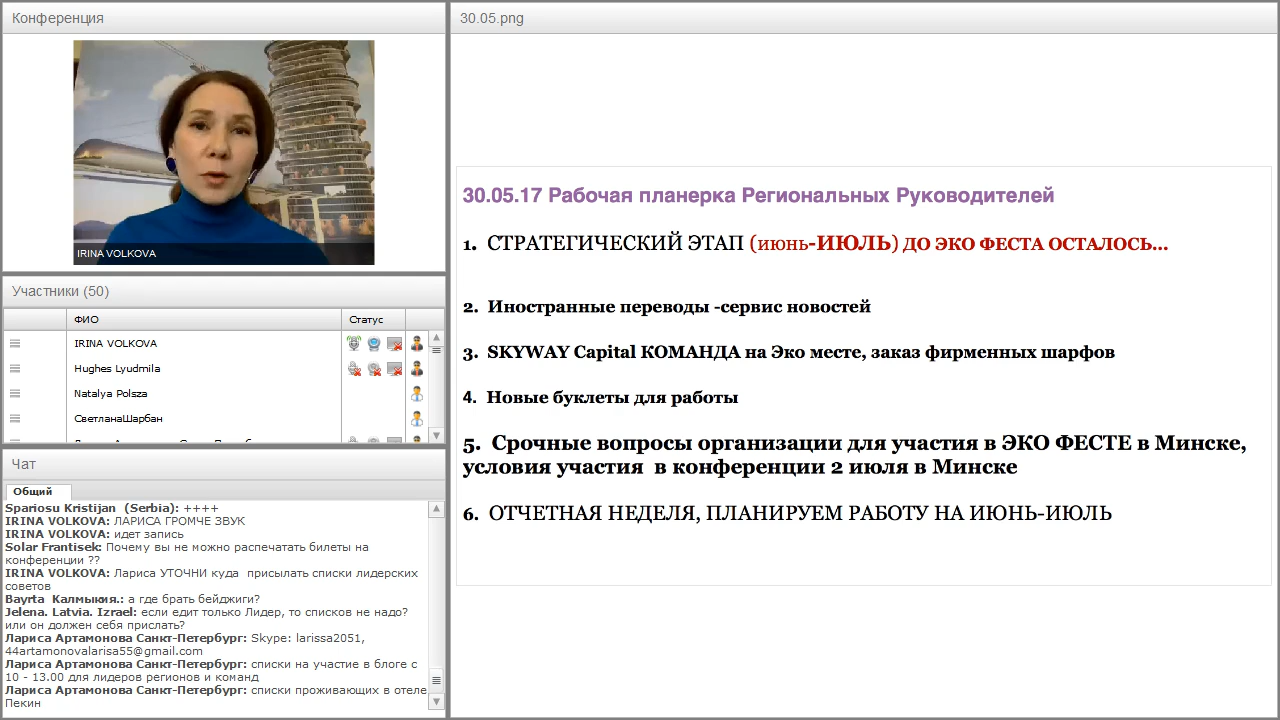 Конференция
IRINA VOLKOVA
Участники (50)
ФИО
Статус
IRINA VOLKOVA
Hughes Lyudmila
Natalya Polsza
СветланаШарбан
Чат
Общий
Spariosu Kristijan (Serbia): ++++
IRINA VOLKOVA: ЛАРИСА ГРОМЧЕ ЗВУК
IRINA VOLKOVA: идет запись
Solar Frantisek: Почему вы не можно распечатать билеты на
конференции ??
IRINA VOLKOVA: Лариса УТОЧНИ куда присылать списки лидерских
советов
Bayrta Калмыкия.: а где брать бейджиги?
Jelena. Latvia. Izrael: если едит только Лидер, то списков не надо?
или он должен себя прислать?
Лариса Артамонова Санкт-Петербург: Skype: larissa2051,
44artamonovalarisa55@gmail.com
Лариса Артамонова Санкт-Петербург: списки на участие в блоге с
10 - 13.00 для лидеров регионов и команд
Лариса Артамонова Санкт-Петербург: списки проживающих в отеле
Пекин
30.05.png
30.05.17 Рабочая планерка Региональных Руководителей
1. СТРАТЕГИЧЕСКИЙ ЭТАП (июнь-ИЮЛЬ) ДО ЭКО ФЕСТА ОСТАЛОСЬ...
2. Иностранные переводы -сервис новостей
3. SKYWAY Capital КОМАНДА на Эко месте, заказ фирменных шарфов
4. Новые буклеты для работы
5. Срочные вопросы организации для участия в ЭКО ФЕСТЕ в Минске,
условия участия в конференции 2 июля в Минске
6. ОТЧЕТНАЯ НЕДЕЛЯ, ПЛАНИРУЕМ РАБОТУ НА ИЮНЬ-ИЮЛЬ